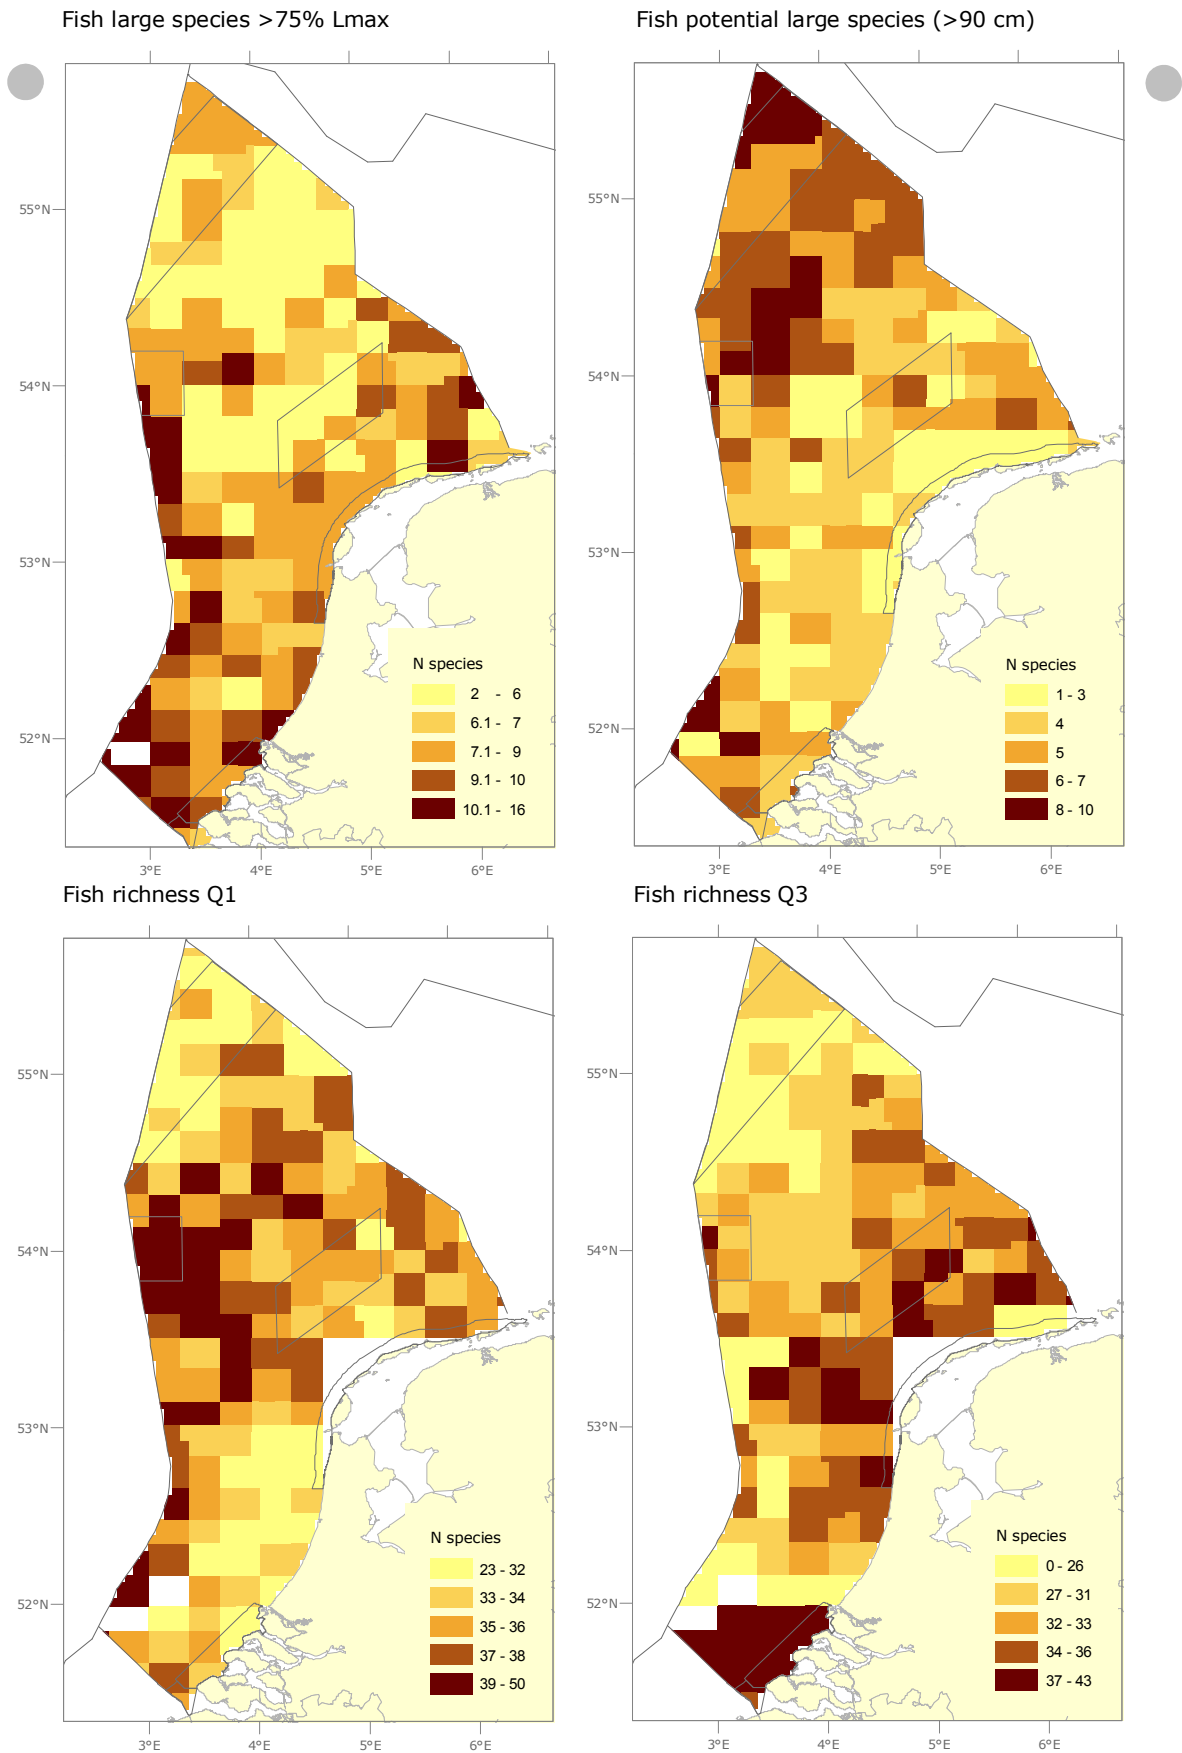 Fish large species >75% Lmax
55°N
54°N
53°N
52°N
N species
2 - 6
6.1 - 7
7.1 - 9
9.1 - 10
10.1 - 16
3°E 4°E 5°E 6°E
Fish potential large species (>90 cm)
55°N
54°N
53°N
52°N
N species
1 - 3
4
5
6 - 7
8 - 10
3°E 4°E 5°E 6°E
Fish richness Q1
55°N
54°N
53°N
52°N
N species
23 - 32
33 - 34
35 - 36
37 - 38
39 - 50
3°E 4°E 5°E 6°E
Fish richness Q3
55°N
54°N
53°N
52°N
N species
0 - 26
27 - 31
32 - 33
34 - 36
37 - 43
3°E 4°E 5°E 6°E